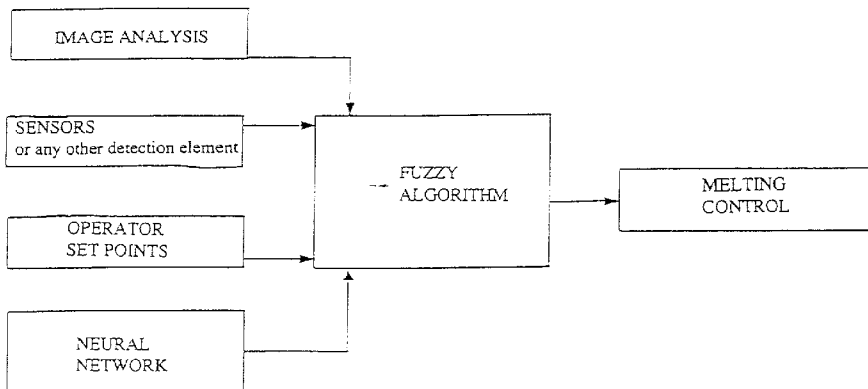 IMAGE ANALYSIS
SENSORS
or any other detection element
FUZZY
ALGORITHM
MELTING
CONTROL
OPERATOR
SET POINTS
NEURAL
NETWORK